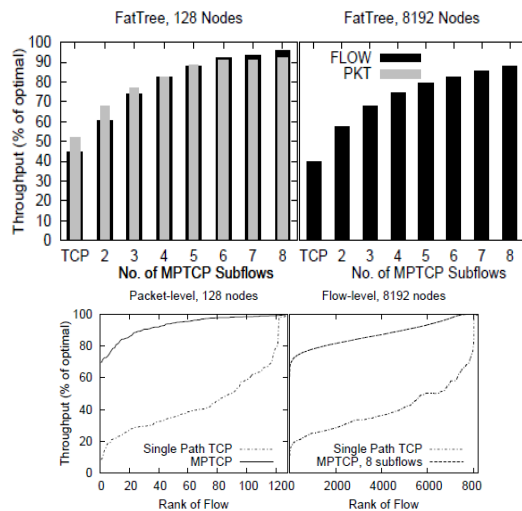 FatTree, 128 Nodes
FatTree, 8192 Nodes
Throughput (% of optimal)
100
90
80
70
60
50
40
30
20
10
0
FLOW
PKT
TCP 2 3 4 5 6 7 8
TCP 2 3 4 5 6 7 8
No. of MPTCP Subflows
No. of MPTCP Subflows
Packet-level, 128 nodes
Flow-level, 8192 nodes
Throughput (% of optimal)
100
80
60
40
20
0
Single Path TCP
MPTCP
Single Path TCP
MPTCP, 8 subflows
0 20 40 60 80 100 120
0 2000 4000 6000 8000
Rank of Flow
Rank of Flow